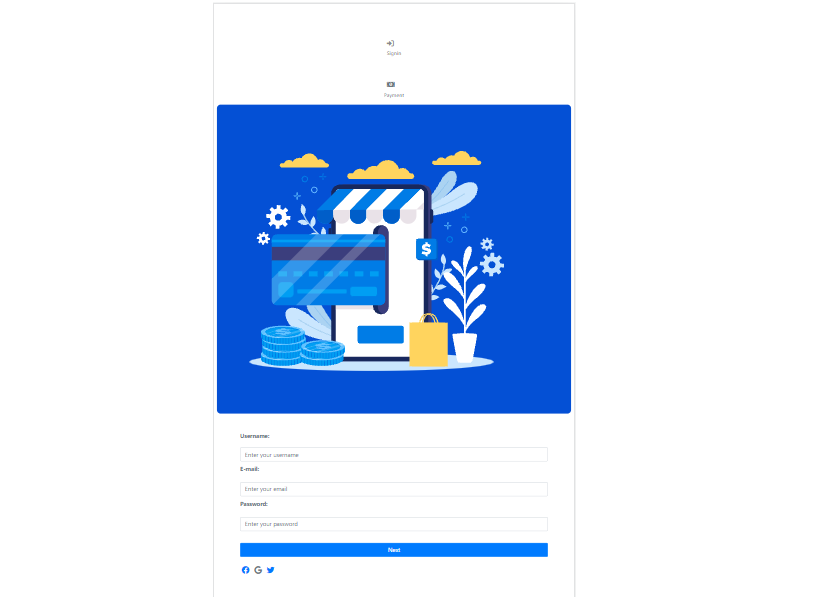 Signin
Payment
Username:
Enter your username
E-mail:
Enter your email
Password:
Enter your password
Next